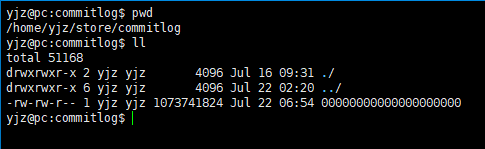 yjz@pc:commitlog$ pwd
/home/yjz/store/commitlog
yjz@pc:commitlog$ ll
total 51168
drwxrwxr-x 2 yjz yjz       4096 Jul 16 09:31 ./
drwxrwxr-x 6 yjz yjz       4096 Jul 22 02:20 ../
-rw-rw-r-- 1 yjz yjz 1073741824 Jul 22 06:54 00000000000000000000
yjz@pc:commitlog$